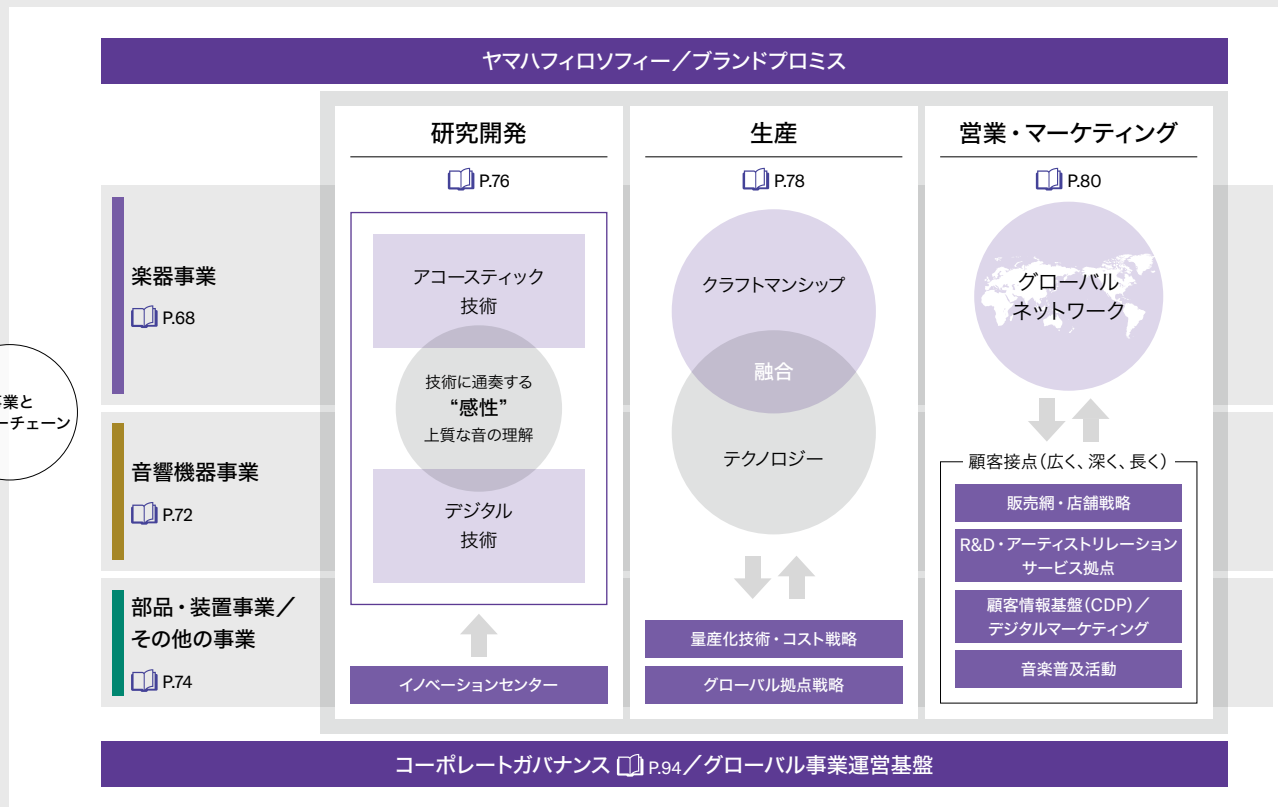 ヤマハフィロソフィー／ブランドプロミス
研究開発
P.76
生産
P.78
営業・マーケティング
P.80
楽器事業
P.68
音響機器事業
P.72
部品・装置事業／
その他の事業
P.74
業と
ーチェーン
アコースティック
技術
技術に通奏する
“感性”
上質な音の理解
デジタル
技術
イノベーションセンター
クラフトマンシップ
融合
テクノロジー
量産化技術・コスト戦略
グローバル拠点戦略
グローバル
ネットワーク
顧客接点（広く、深く、長く）
販売網・店舗戦略
R&D・アーティストリレーション
サービス拠点
顧客情報基盤（CDP）／
デジタルマーケティング
音楽普及活動
コーポレートガバナンス P.94／グローバル事業運営基盤